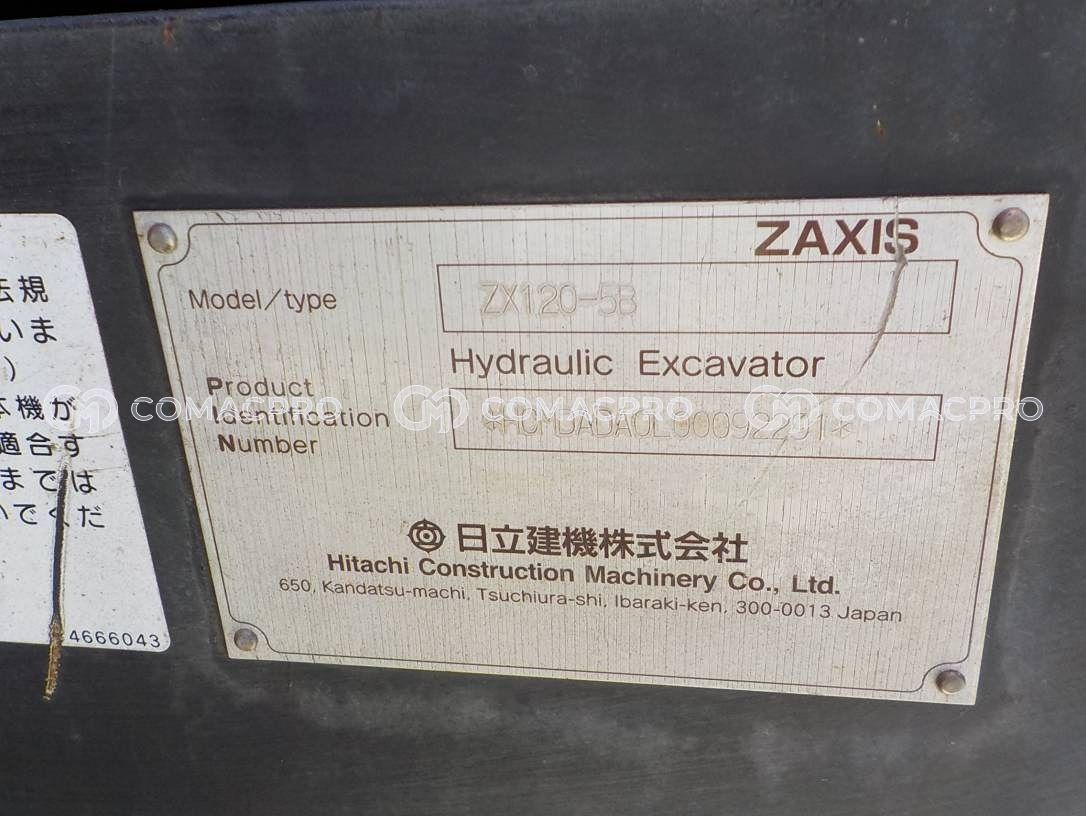 ZAXIS
Model/type
ZX120-5B
Hydraulic Excavator
Product
Identification
Number
日立建機株式会社
Hitachi Construction Machinery Co., Ltd.
650, Kandatsu-machi, Tsuchiura-shi, Ibaraki-ken, 300-0013 Japan
法規
いま
)
本機が
適合す
までは
いでくだ
4666043
COMACPRO COMACPRO COMACPRO